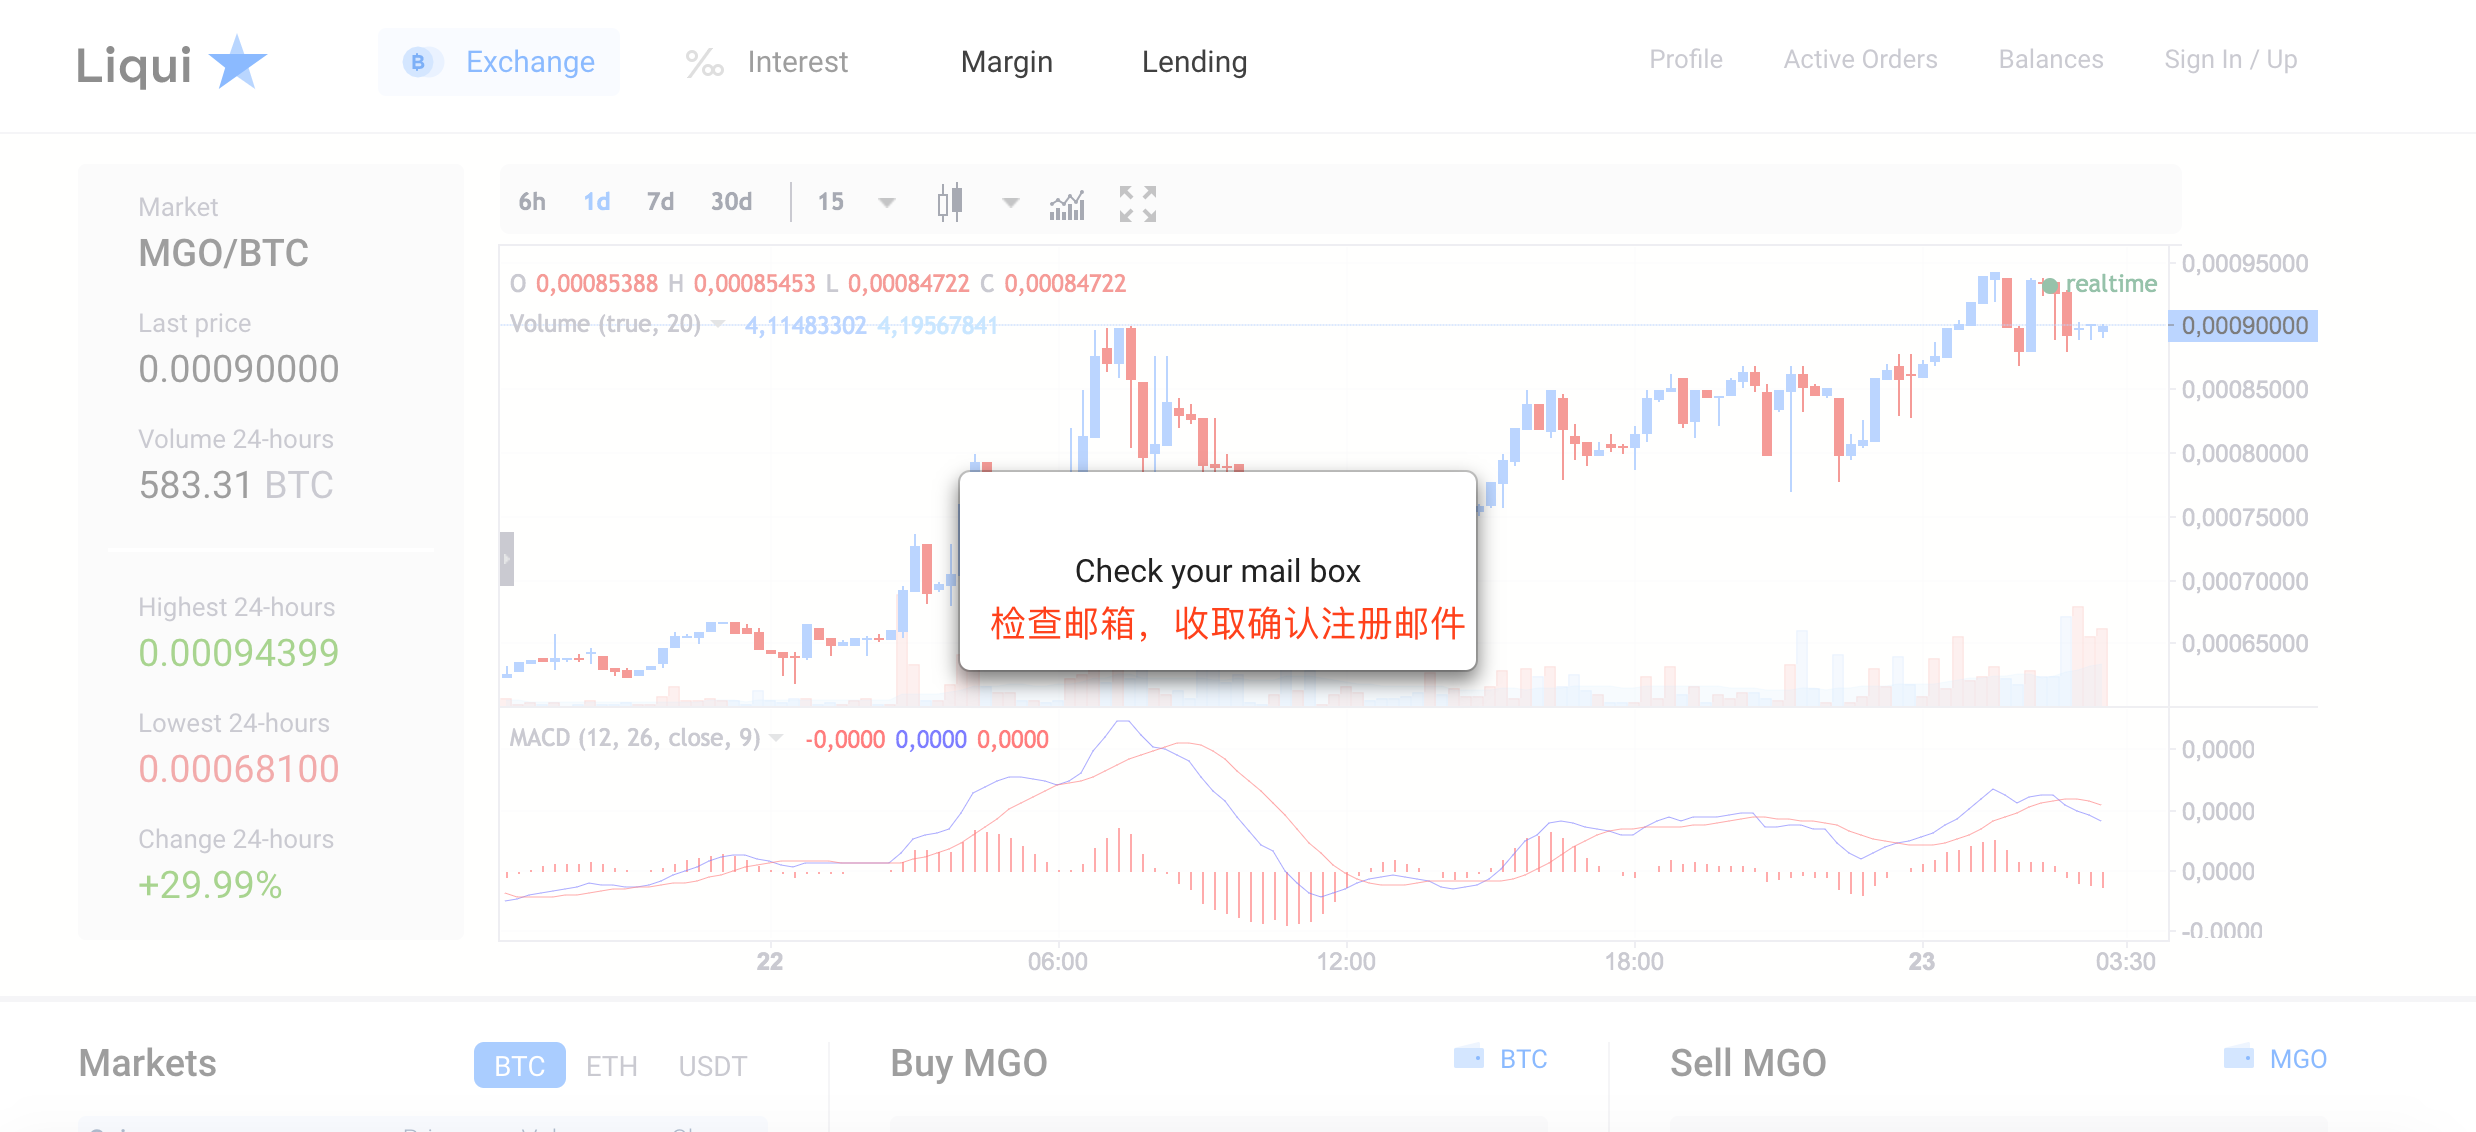 Liqui
Exchange
Interest
Margin
Lending
Profile
Active Orders
Balances
Sign In / Up
Market
MGO/BTC
Last price
0.00090000
Volume 24-hours
583.31 BTC
Highest 24-hours
0.00094399
Lowest 24-hours
0.00068100
Change 24-hours
+29.99%
6h 1d 7d 30d 15
O 0,00085388 H 0,00085453 L 0,00084722 C 0,00084722
realtime
Volume (true, 20) 4,11483302 4,19567841
0,00095000
0,00090000
0,00085000
0,00080000
0,00075000
0,00070000
0,00065000
Check your mail box
检查邮箱，收取确认注册邮件
MACD (12, 26, close, 9) -0,0000 0,0000 0,0000
0,0000
0,0000
0,0000
-0.0000
22 06:00 12:00 18:00 23 03:30
Markets
BTC ETH USDT
Buy MGO
BTC
Sell MGO
MGO